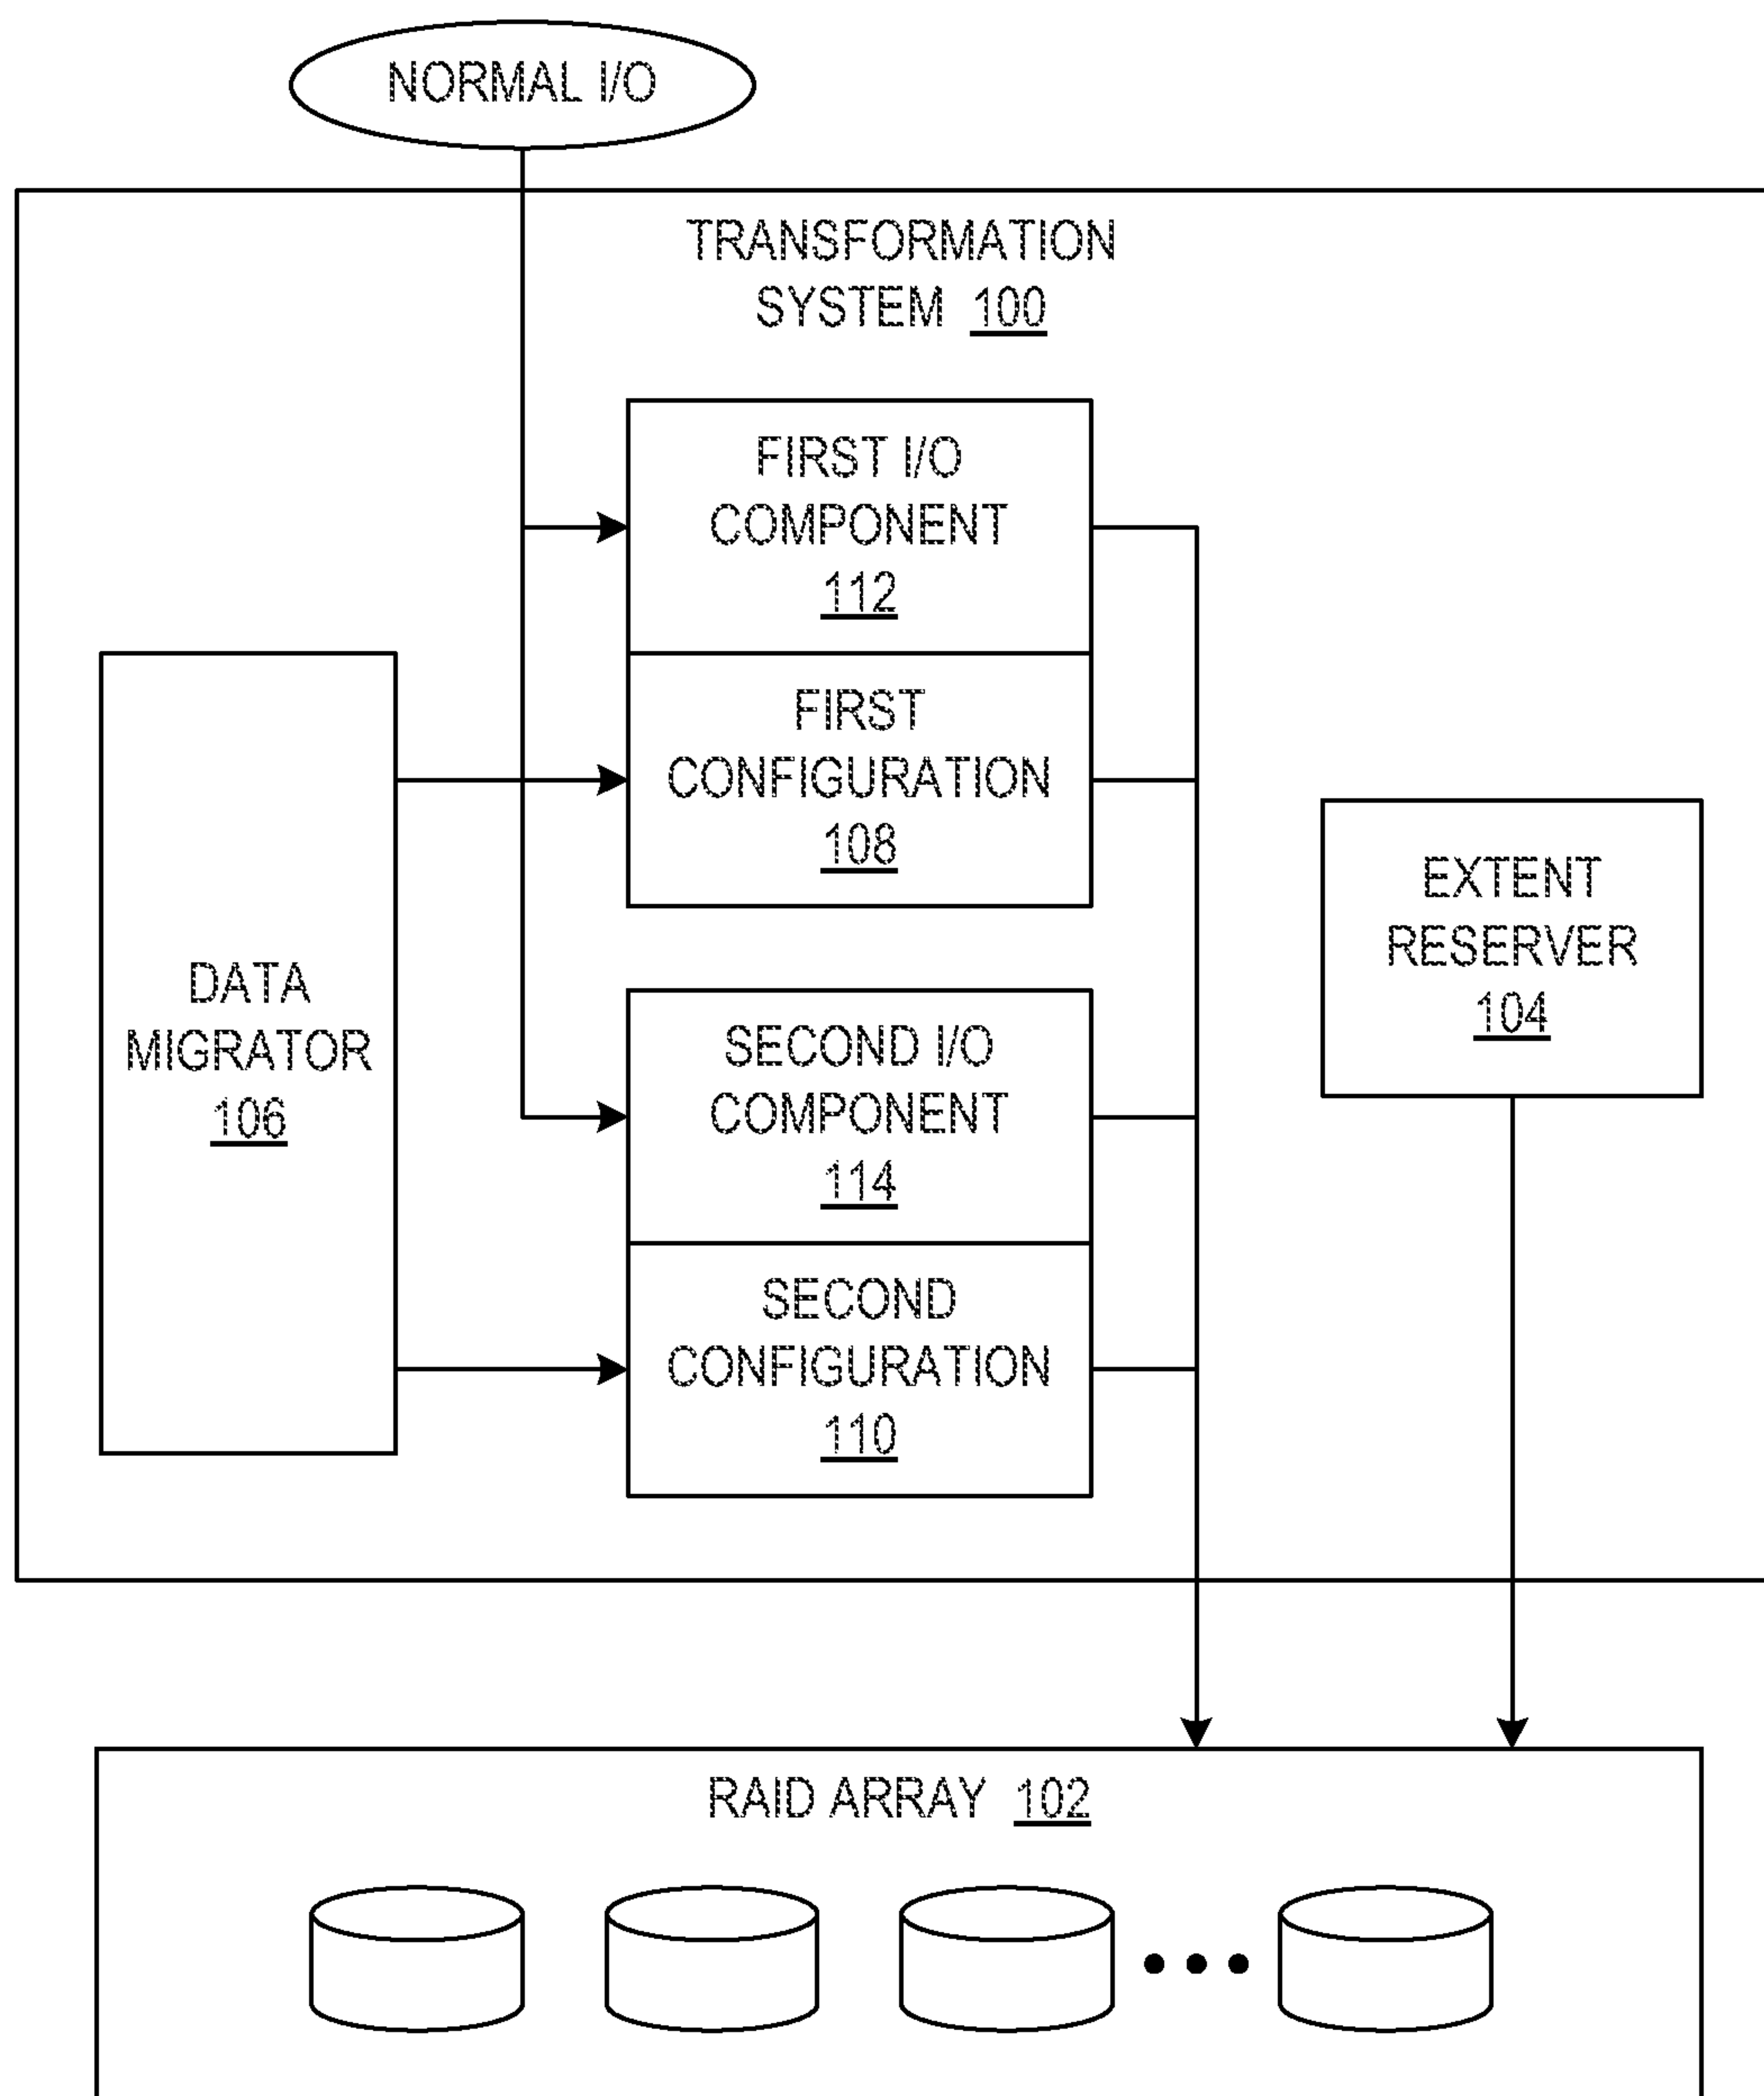 NORMAL I/O
TRANSFORMATION
SYSTEM 100
FIRST I/O
COMPONENT
112
FIRST
CONFIGURATION
108
DATA
MIGRATOR
106
SECOND I/O
COMPONENT
114
SECOND
CONFIGURATION
110
EXTENT
RESERVER
104
RAID ARRAY 102